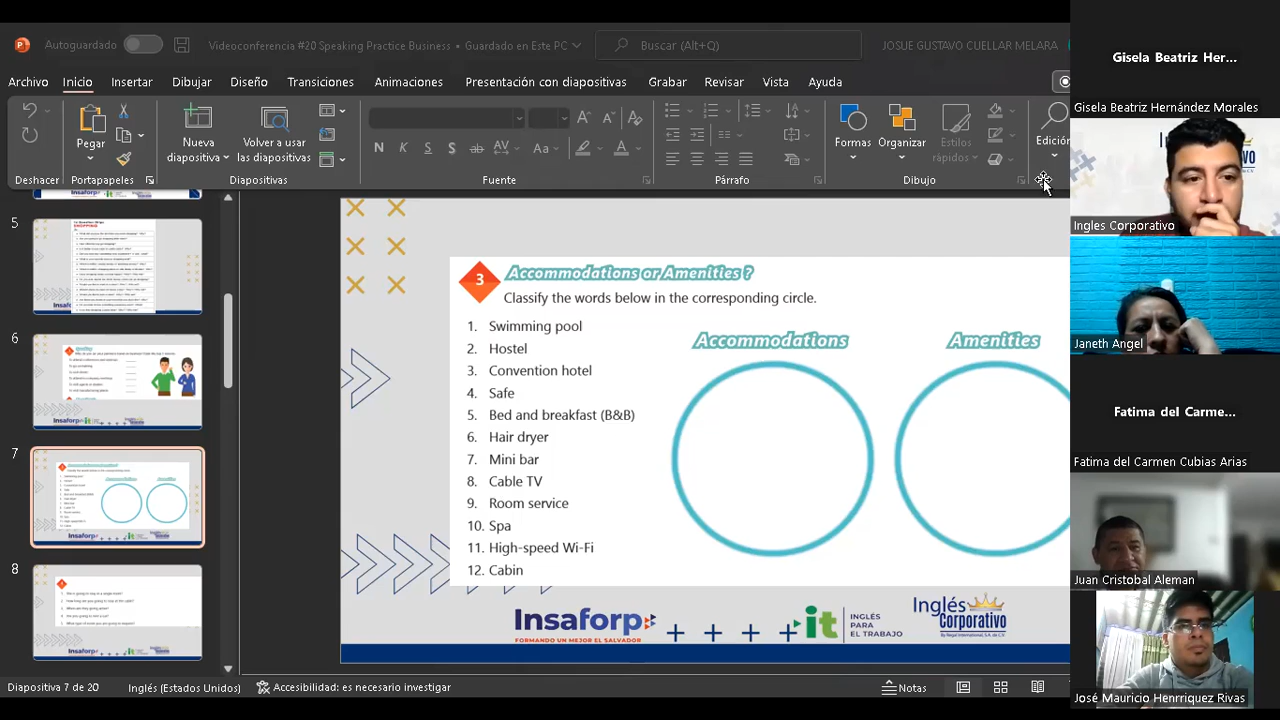 Autoguardado
Videoconferencia #20 Speaking Practice Business • Guardado en Este PC
Buscar (Alt+Q)
JOSUE GUSTAVO CUELLAR MELARA
Archivo Inicio Insertar Dibujar Diseño Transiciones Animaciones Presentación con diapositivas Grabar Revisar Vista Ayuda
Pegar
Nueva diapositiva
Volver a usar las diapositivas
Formas
Organizar
Estilos rápidos
Edición
N K S S ab AV Aa A
Deshacer Portapapeles Diapositivas Fuente Párrafo Dibujo
5
6
7
8
3 Accommodations or Amenities ?
Classify the words below in the corresponding circle.
1. Swimming pool
2. Hostel
3. Convention hotel
4. Safe
5. Bed and breakfast (B&B)
6. Hair dryer
7. Mini bar
8. Cable TV
9. Room service
10. Spa
11. High-speed Wi-Fi
12. Cabin
Accommodations
Amenities
Insaforp
FORMANDO UN MEJOR EL SALVADOR
INGLÉS
PARA
EL TRABAJO
Inglés
Corporativo
Diapositiva 7 de 20
Inglés (Estados Unidos)
Accesibilidad: es necesario investigar
Notas
Gisela Beatriz Her...
Gisela Beatriz Hernández Morales
Ingles Corporativo
Janeth Angel
Fatima del Carme...
Fatima del Carmen Cubias Arias
Juan Cristobal Aleman
José Mauricio Henrriquez Rivas